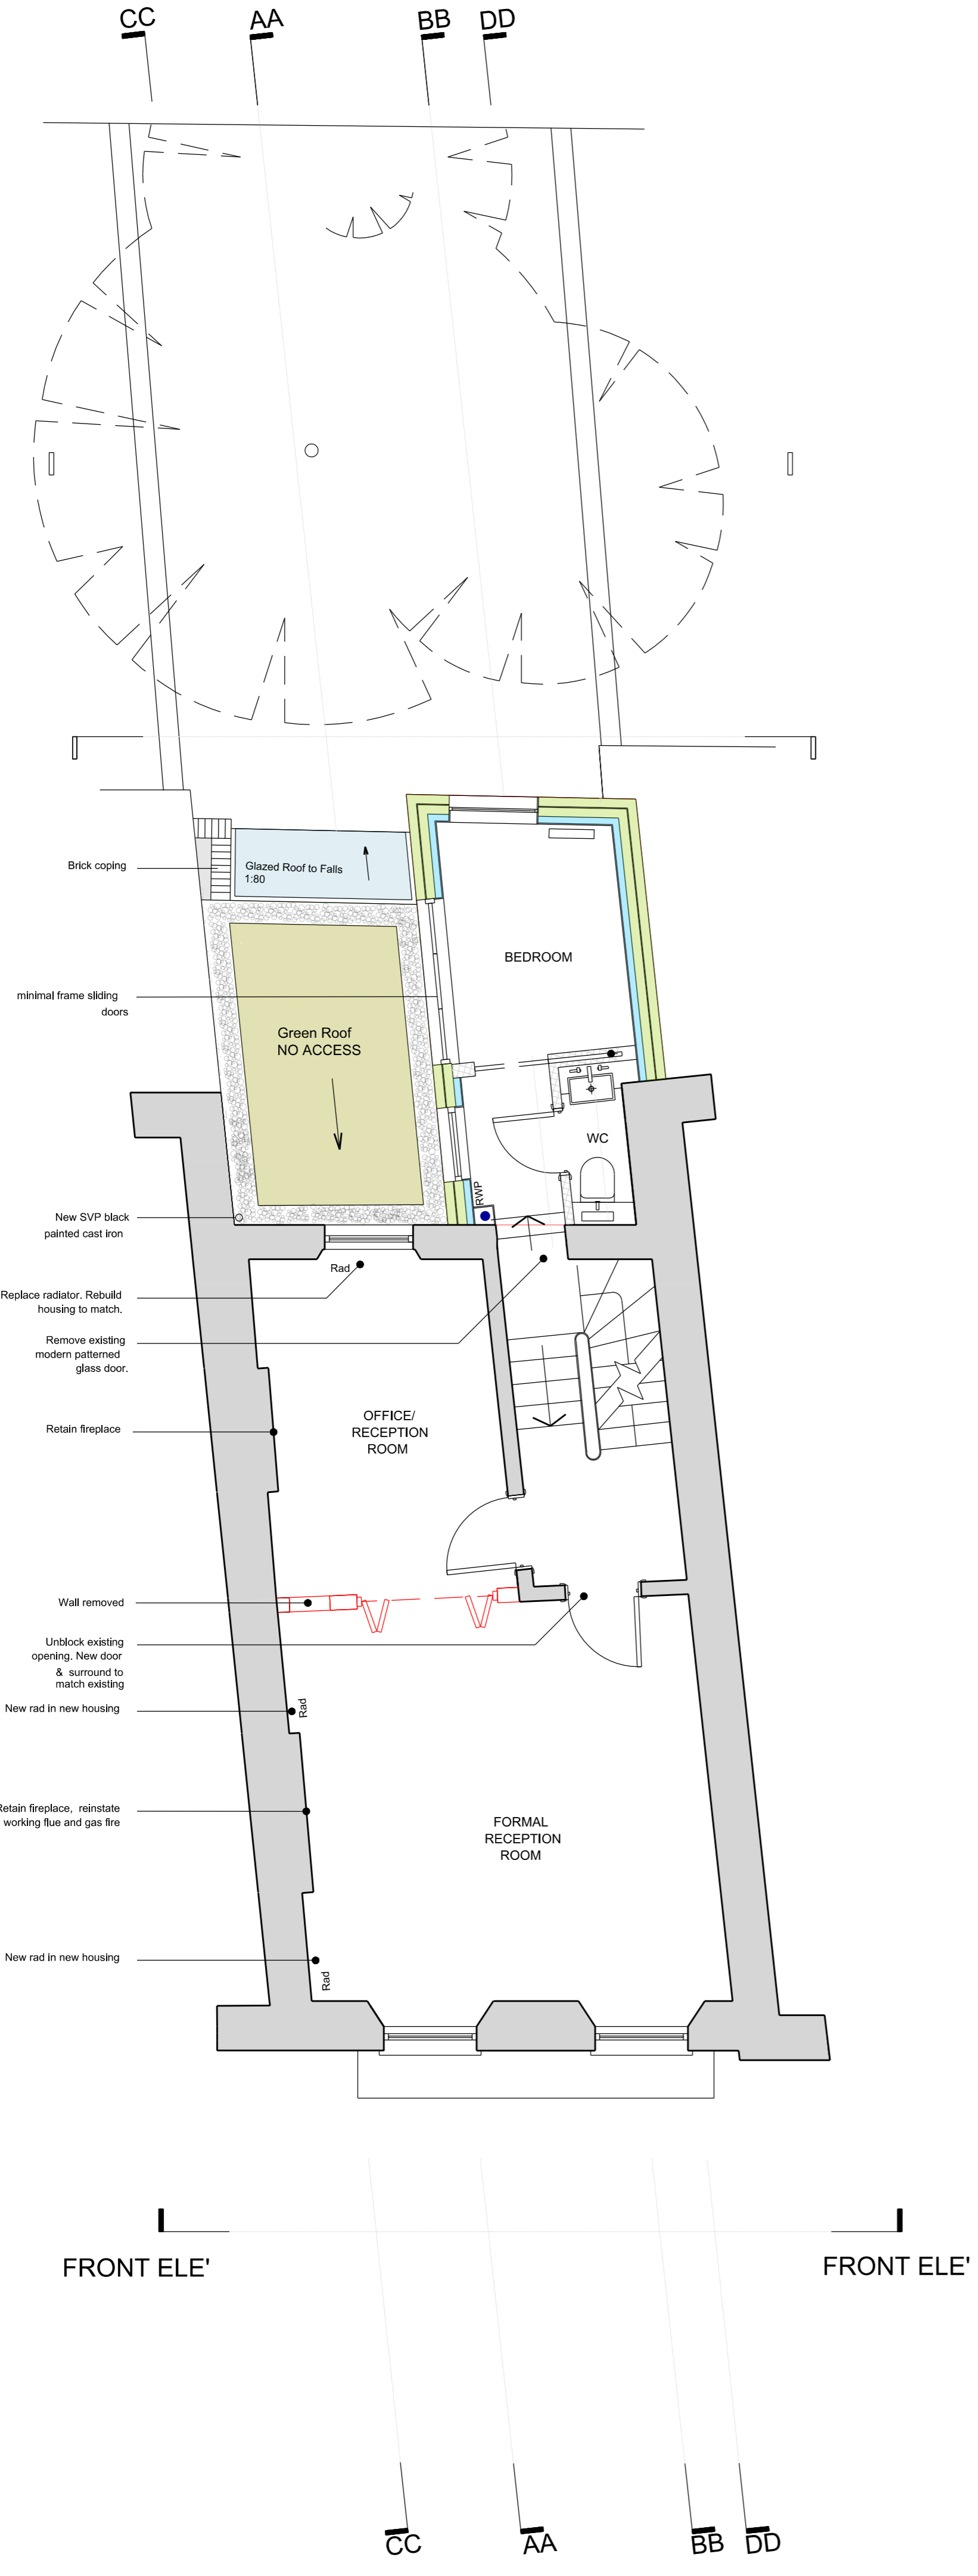 CC
AA
BB
DD
Brick coping
Glazed Roof to Falls
1:80
BEDROOM
minimal frame sliding
doors
Green Roof
NO ACCESS
WC
RWP
New SVP black
painted cast iron
Rad
Replace radiator. Rebuild
housing to match.
Remove existing
modern patterned
glass door.
OFFICE/
RECEPTION
ROOM
Retain fireplace
Wall removed
Unblock existing
opening. New door
& surround to
match existing
New rad in new housing
Rad
Retain fireplace, reinstate
working flue and gas fire
FORMAL
RECEPTION
ROOM
New rad in new housing
Rad
FRONT ELE'
FRONT ELE'
CC
AA
BB
DD